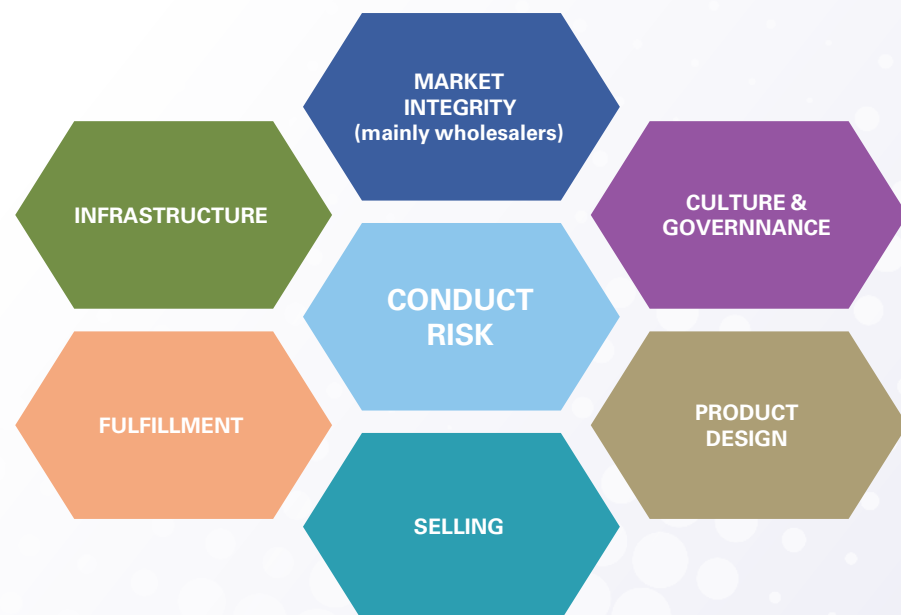 MARKET
INTEGRITY
(mainly wholesalers)
INFRASTRUCTURE
CULTURE &
GOVERNNANCE
CONDUCT
RISK
FULFILLMENT
PRODUCT
DESIGN
SELLING